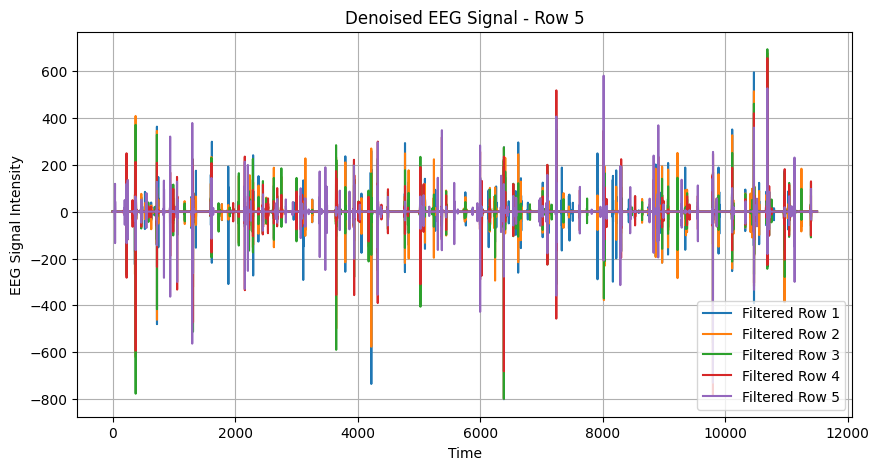 Denoised EEG Signal - Row 5
EEG Signal Intensity
600
400
200
0
−200
−400
−600
−800
0
2000
4000
6000
8000
10000
12000
Time
Filtered Row 1
Filtered Row 2
Filtered Row 3
Filtered Row 4
Filtered Row 5